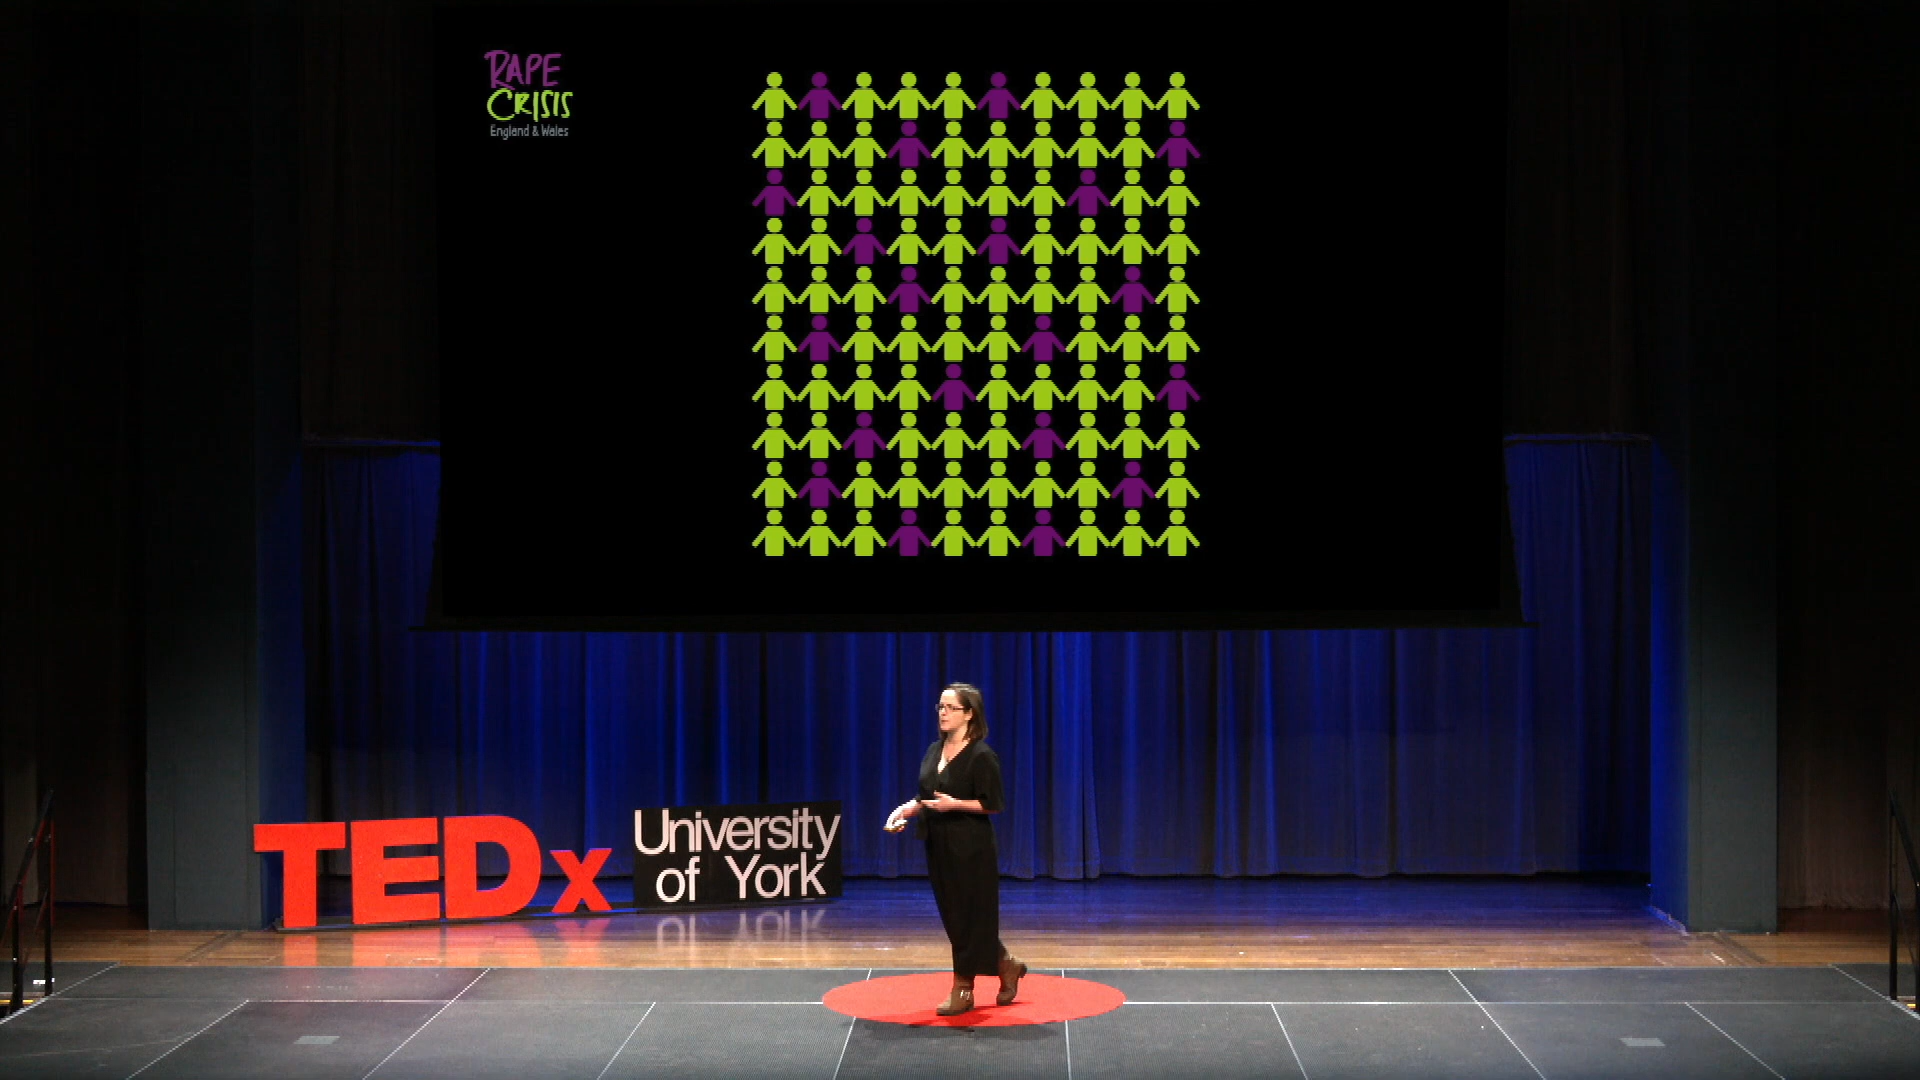 RAPE
CRISIS
England & Wales
TEDx
University
of York